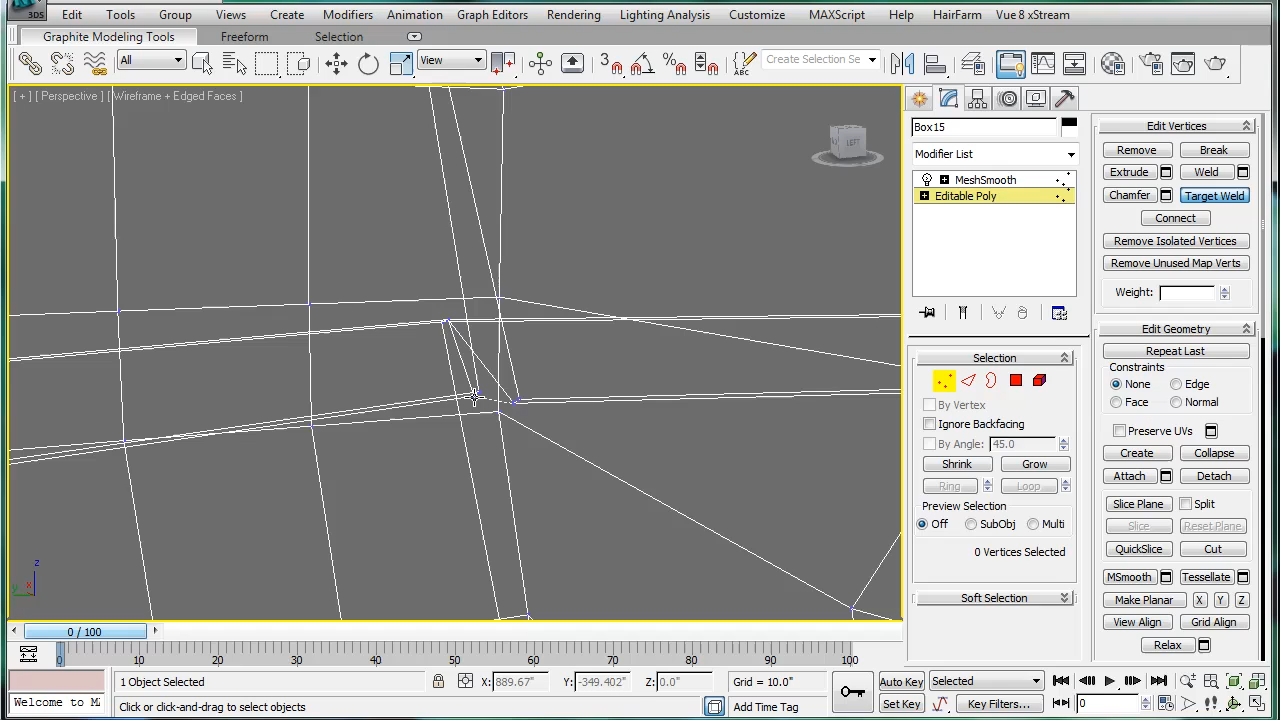 3DS
Edit Tools Group Views Create Modifiers Animation Graph Editors Rendering Lighting Analysis Customize MAXScript Help HairFarm Vue 8 xStream
Graphite Modeling Tools Freeform Selection
All View 3 % ABC Create Selection Se
[ + ] [ Perspective ] [ Wireframe + Edged Faces ]
LEFT
Box15
Modifier List
MeshSmooth
Editable Poly
Edit Vertices
Remove Break
Extrude Weld
Chamfer Target Weld
Connect
Remove Isolated Vertices
Remove Unused Map Verts
Weight:
Edit Geometry
Repeat Last
Constraints
None Edge
Face Normal
Preserve UVs
Create Collapse
Attach Detach
Slice Plane Split
Slice Reset Plane
QuickSlice Cut
MSmooth Tessellate
Make Planar X Y Z
View Align Grid Align
Relax
Selection
By Vertex
Ignore Backfacing
By Angle: 45.0
Shrink Grow
Ring Loop
Preview Selection
Off SubObj Multi
0 Vertices Selected
Soft Selection
z
y x
0 / 100
0 10 20 30 40 50 60 70 80 90 100
1 Object Selected X: 889.67" Y: -349.402" Z: 0.0" Grid = 10.0" Auto Key Selected
Welcome to M Click or click-and-drag to select objects Add Time Tag Set Key Key Filters... 0